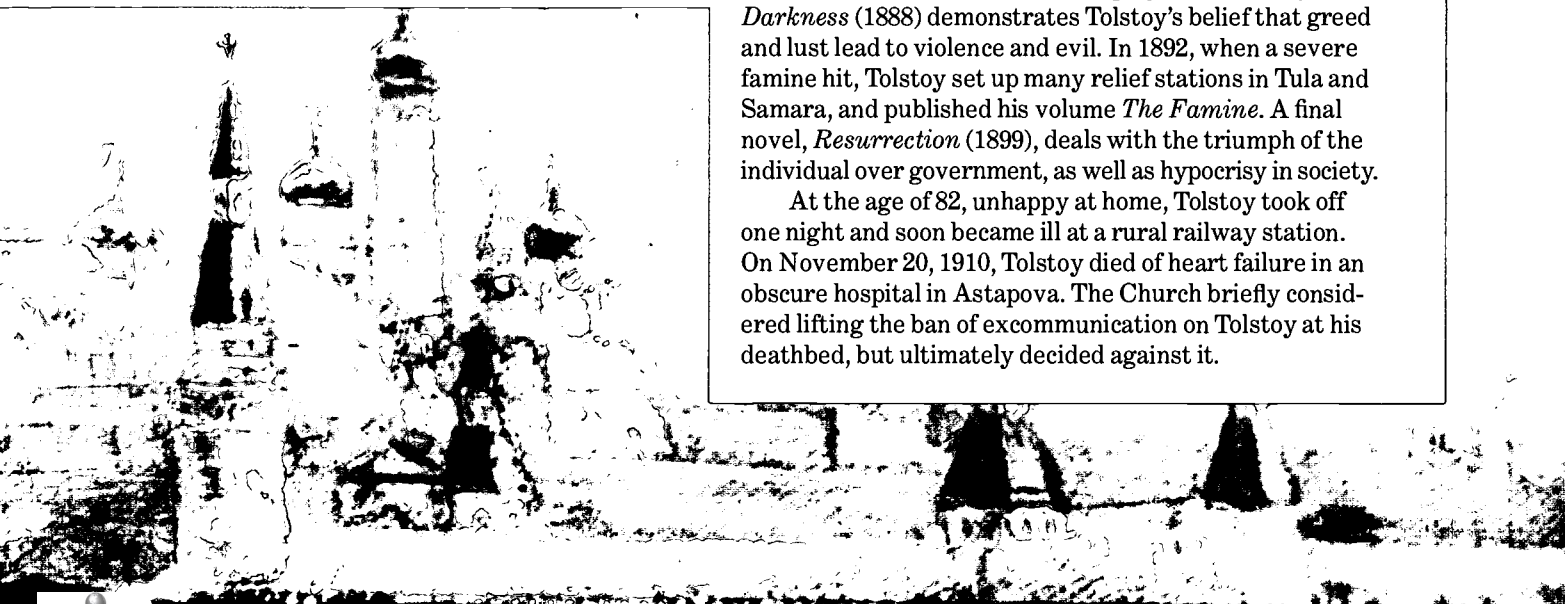 Darkness (1888) demonstrates Tolstoy's belief that greed
and lust lead to violence and evil. In 1892, when a severe
famine hit, Tolstoy set up many relief stations in Tula and
Samara, and published his volume The Famine. A final
novel, Resurrection (1899), deals with the triumph of the
individual over government, as well as hypocrisy in society.
At the age of 82, unhappy at home, Tolstoy took off
one night and soon became ill at a rural railway station.
On November 20, 1910, Tolstoy died of heart failure in an
obscure hospital in Astapova. The Church briefly consid-
ered lifting the ban of excommunication on Tolstoy at his
deathbed, but ultimately decided against it.